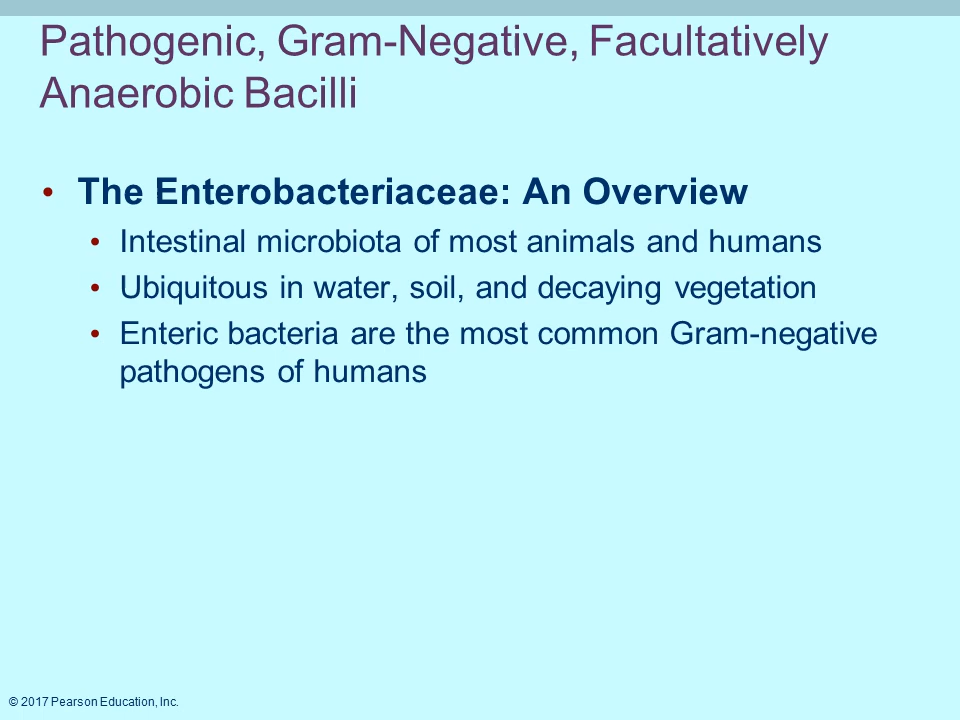 Pathogenic, Gram-Negative, Facultatively
Anaerobic Bacilli
• The Enterobacteriaceae: An Overview
• Intestinal microbiota of most animals and humans
• Ubiquitous in water, soil, and decaying vegetation
• Enteric bacteria are the most common Gram-negative
pathogens of humans
© 2017 Pearson Education, Inc.